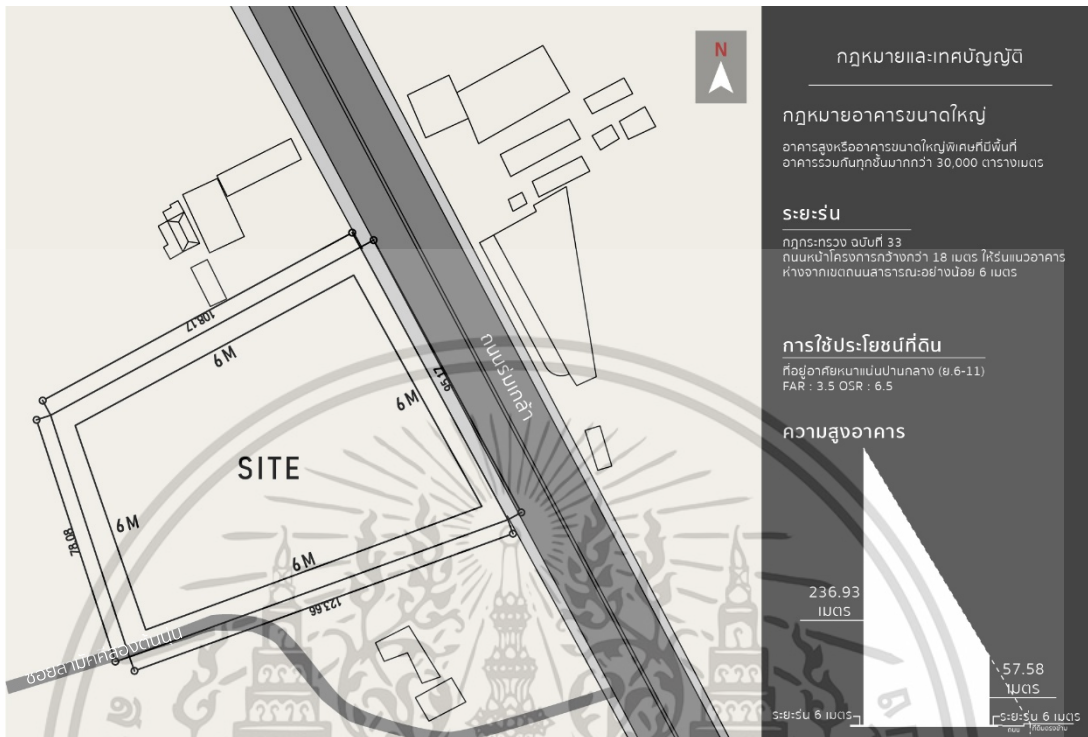 N
108.17
6 M
95.17
6 M
ถนนร่มเกล้า
SITE
78.08
6 M
6 M
123.66
กฎหมายและเทศบัญญัติ
กฎหมายอาคารขนาดใหญ่
อาคารสูงหรืออาคารขนาดใหญ่พิเศษที่มีพื้นที่
อาคารรวมกันทุกชั้นมากกว่า 30,000 ตารางเมตร
ระยะร่น
กฎกระทรวง ฉบับที่ 33
ถนนหน้าโครงการกว้างกว่า 18 เมตร ให้ร่นแนวอาคาร
ห่างจากเขตถนนสาธารณะอย่างน้อย 6 เมตร
การใช้ประโยชน์ที่ดิน
ที่อยู่อาศัยหนาแน่นปานกลาง (ย.6-11)
FAR : 3.5 OSR : 6.5
ความสูงอาคาร
236.93
เมตร
57.58
เมตร
ระยะร่น 6 เมตร
ระยะร่น 6 เมตร
ถนน
ที่ดินตรงข้าม